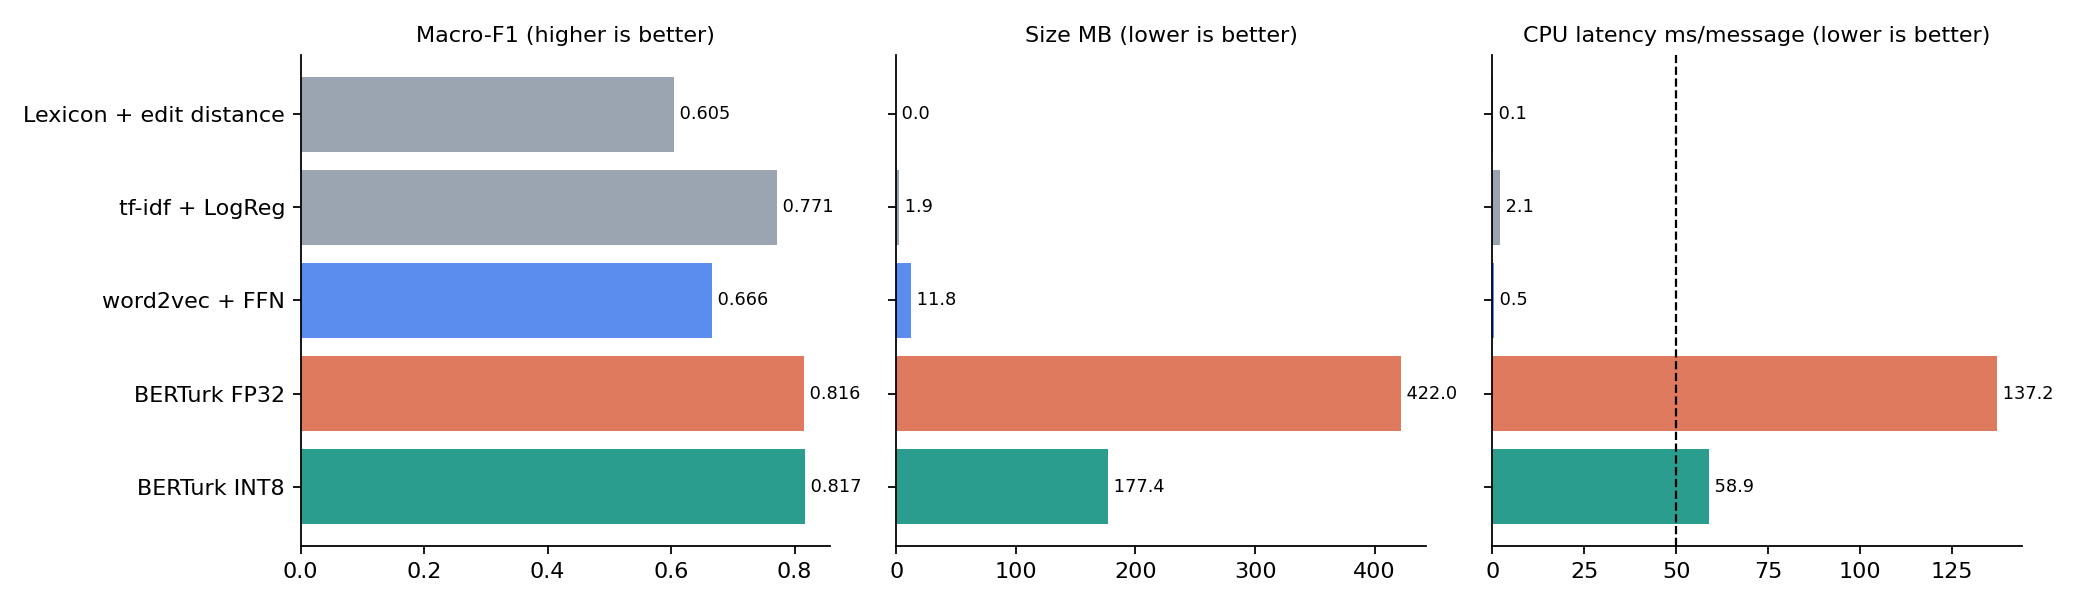 Macro-F1 (higher is better)
Size MB (lower is better)
CPU latency ms/message (lower is better)
Lexicon + edit distance
0.605
0.0
0.1
tf-idf + LogReg
0.771
1.9
2.1
word2vec + FFN
0.666
11.8
0.5
BERTurk FP32
0.816
422.0
137.2
BERTurk INT8
0.817
177.4
58.9
0.0 0.2 0.4 0.6 0.8
0 100 200 300 400
0 25 50 75 100 125